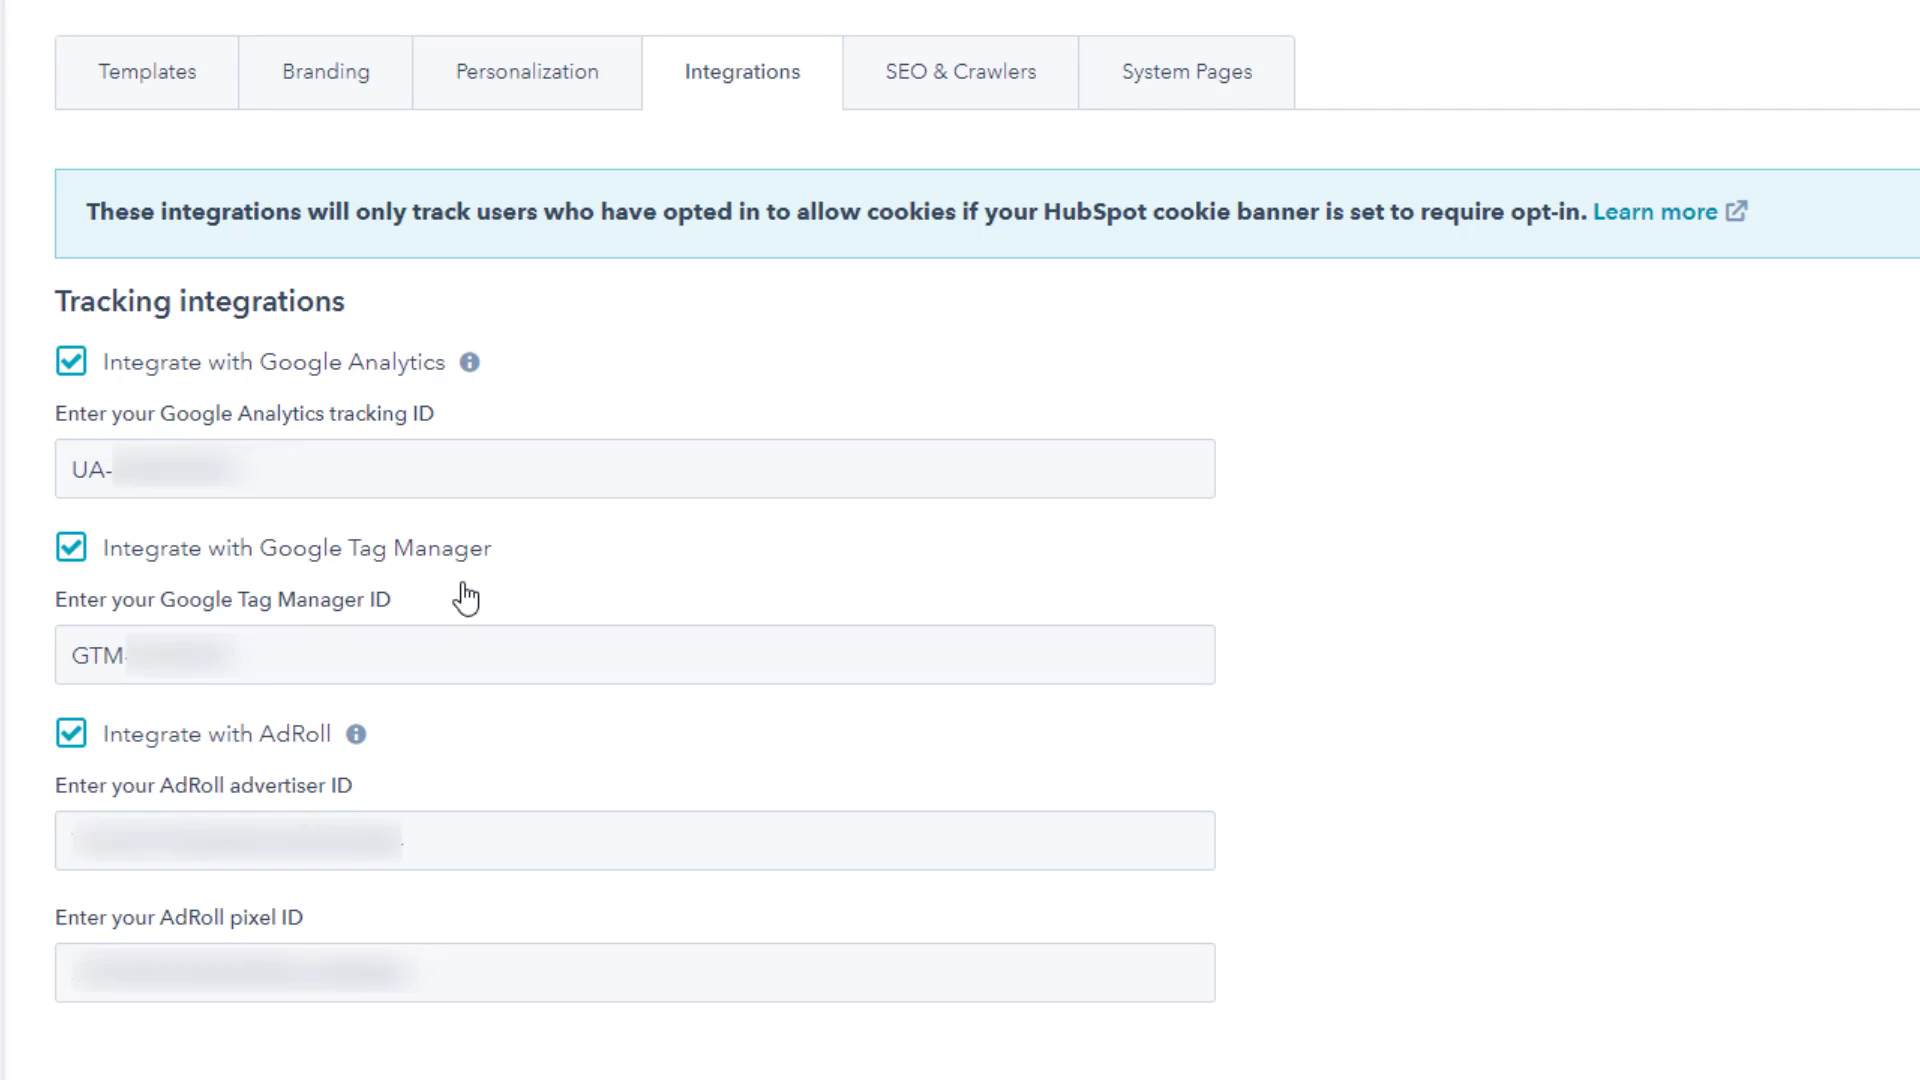 Templates
Branding
Personalization
Integrations
SEO & Crawlers
System Pages
These integrations will only track users who have opted in to allow cookies if your HubSpot cookie banner is set to require opt-in. Learn more
Tracking integrations
Integrate with Google Analytics
Enter your Google Analytics tracking ID
UA-
Integrate with Google Tag Manager
Enter your Google Tag Manager ID
GTM-
Integrate with AdRoll
Enter your AdRoll advertiser ID
Enter your AdRoll pixel ID